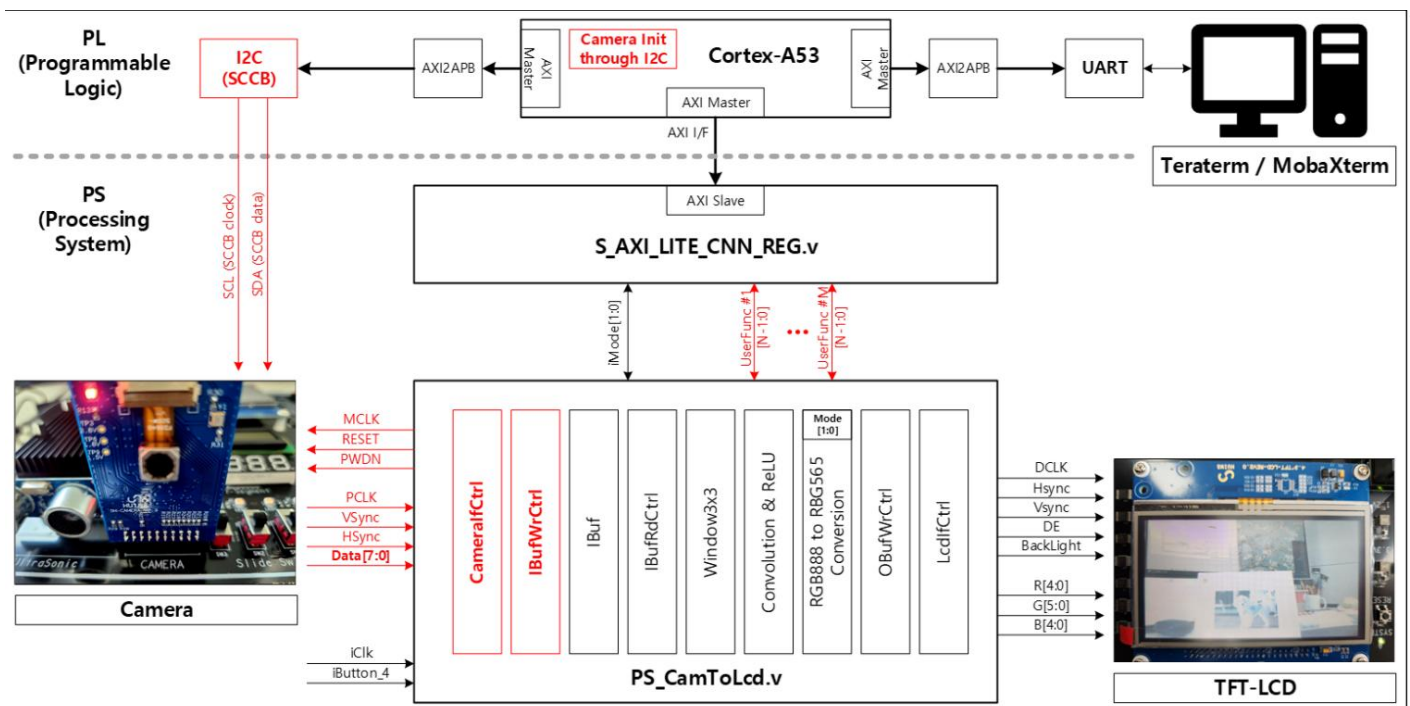 PL
(Programmable
Logic)
I2C
(SCCB)
AXI2APB
AXI
Master
Camera Init
through I2C
Cortex-A53
AXI
Master
AXI Master
AXI2APB
UART
AXI I/F
Teraterm / MobaXterm
PS
(Processing
System)
SCL (SCCB clock)
SDA (SCCB data)
AXI Slave
S_AXI_LITE_CNN_REG.v
iMode[1:0]
UserFunc #1
[N-1:0]
UserFunc #M
[N-1:0]
MCLK
RESET
PWDN
PCLK
VSync
HSync
Data[7:0]
iClk
iButton_4
CameraIfCtrl
IBufWrCtrl
IBuf
IBufRdCtrl
Window3x3
Convolution & ReLU
Mode
[1:0]
RGB888 to RBG565
Conversion
OBufWrCtrl
LcdIfCtrl
PS_CamToLcd.v
DCLK
Hsync
Vsync
DE
BackLight
R[4:0]
G[5:0]
B[4:0]
CAMERA
Slide
Camera
TFT-LCD